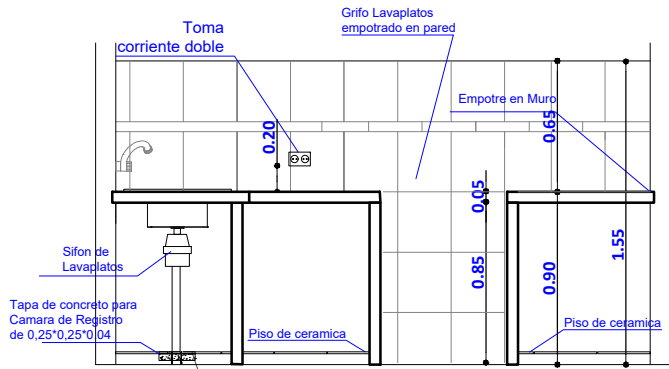 Toma
corriente doble
Grifo Lavaplatos
empotrado en pared
Empotre en Muro
0.20
0.65
0.05
0.85
0.90
1.55
Sifon de
Lavaplatos
Tapa de concreto para
Camara de Registro
de 0,25*0,25*0.04
Piso de ceramica
Piso de ceramica